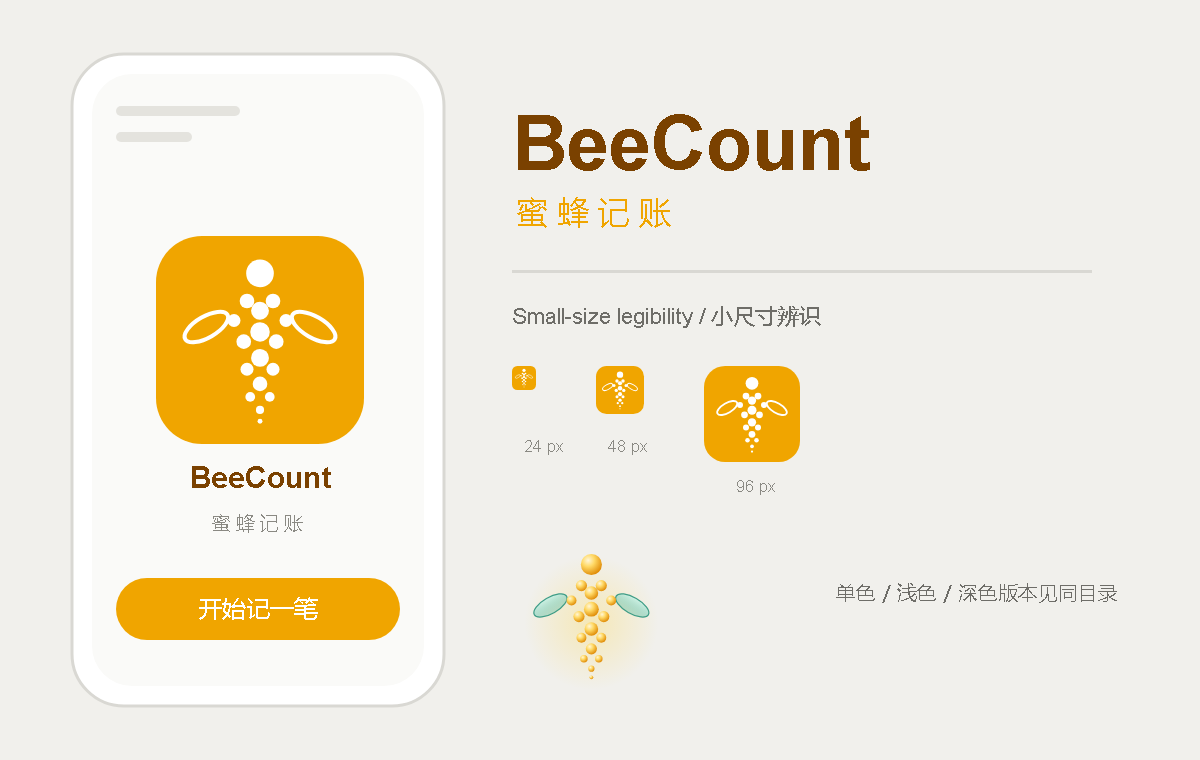 BeeCount
蜜蜂记账
开始记一笔
BeeCount
蜜蜂记账
Small-size legibility / 小尺寸辨识
24 px
48 px
96 px
单色 / 浅色 / 深色版本见同目录